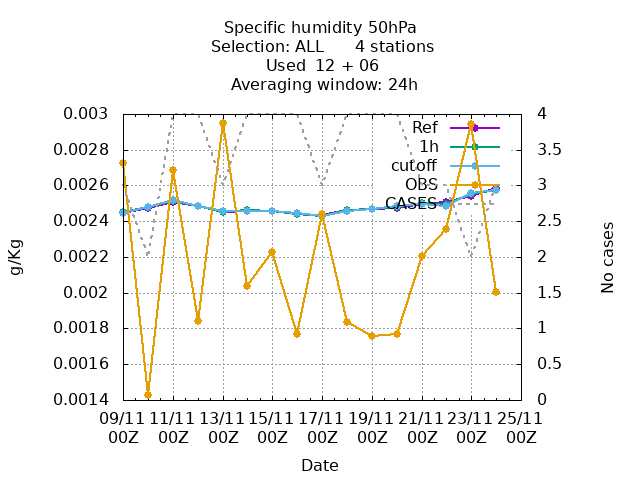 Specific humidity 50hPa
Selection: ALL      4 stations
Used  12 + 06
Averaging window: 24h
g/Kg
0.003
0.0028
0.0026
0.0024
0.0022
0.002
0.0018
0.0016
0.0014
Ref
1h
cutoff
OBS
CASES
4
3.5
3
2.5
2
1.5
1
0.5
0
No cases
09/11 11/11 13/11 15/11 17/11 19/11 21/11 23/11 25/11
00Z 00Z 00Z 00Z 00Z 00Z 00Z 00Z 00Z
Date